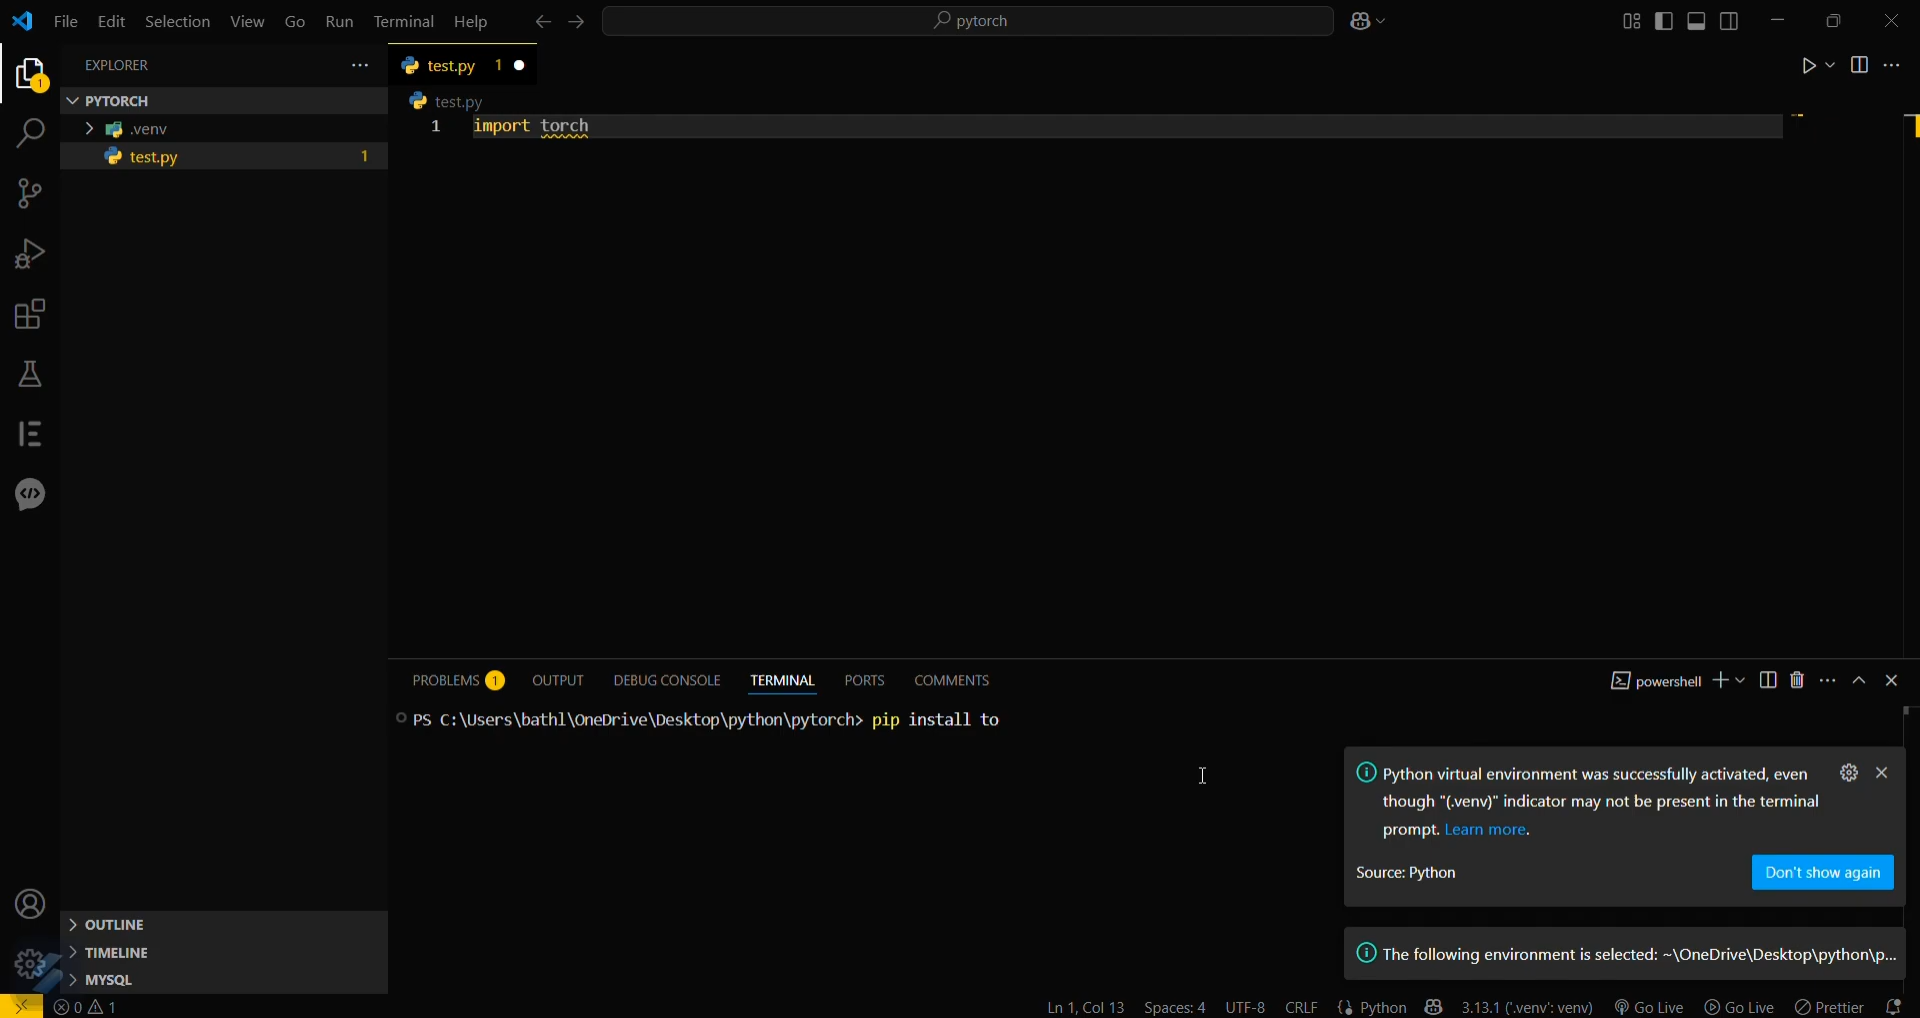 File Edit Selection View Go Run Terminal Help
pytorch
EXPLORER
1
PYTORCH
.venv
test.py 1
test.py 1
test.py
1 import torch
PROBLEMS 1 OUTPUT DEBUG CONSOLE TERMINAL PORTS COMMENTS
powershell
PS C:\Users\bathl\OneDrive\Desktop\python\pytorch> pip install to
Python virtual environment was successfully activated, even
though "(.venv)" indicator may not be present in the terminal
prompt. Learn more.
Source: Python
Don't show again
The following environment is selected: ~\OneDrive\Desktop\python\p...
OUTLINE
TIMELINE
MYSQL
0 1
Ln 1, Col 13 Spaces: 4 UTF-8 CRLF Python 3.13.1 ('.venv': venv) Go Live Go Live Prettier